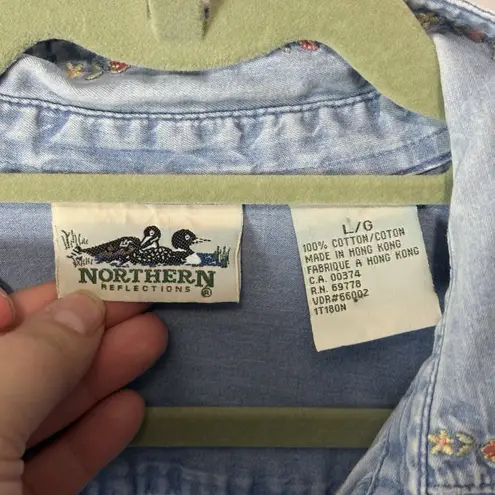 NORTHERN
REFLECTIONS ®
L/G
100% COTTON/COTON
MADE IN HONG KONG
FABRIQUE A HONG KONG
C.A. 00374
R.N. 69778
VDR#66002
1T180N